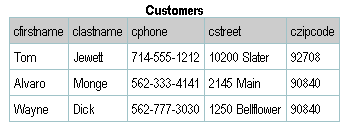 Customers
cfirstname clastname cphone cstreet czipcode
Tom Jewett 714-555-1212 10200 Slater 92708
Alvaro Monge 562-333-4141 2145 Main 90840
Wayne Dick 562-777-3030 1250 Bellflower 90840